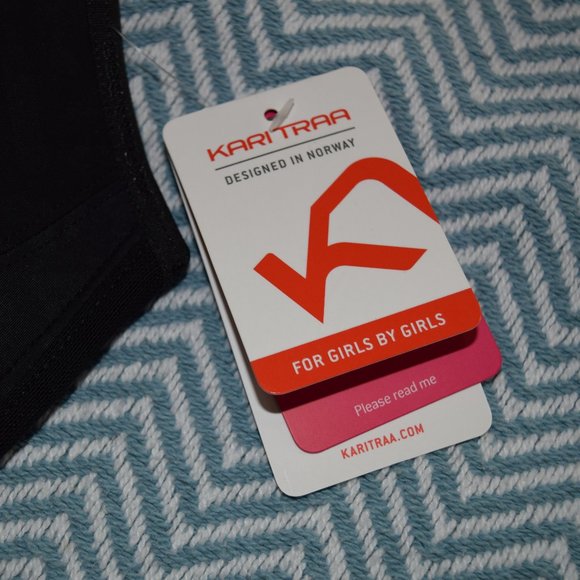 KARI TRAA
DESIGNED IN NORWAY
FOR GIRLS BY GIRLS
Please read me
KARITRAA.COM